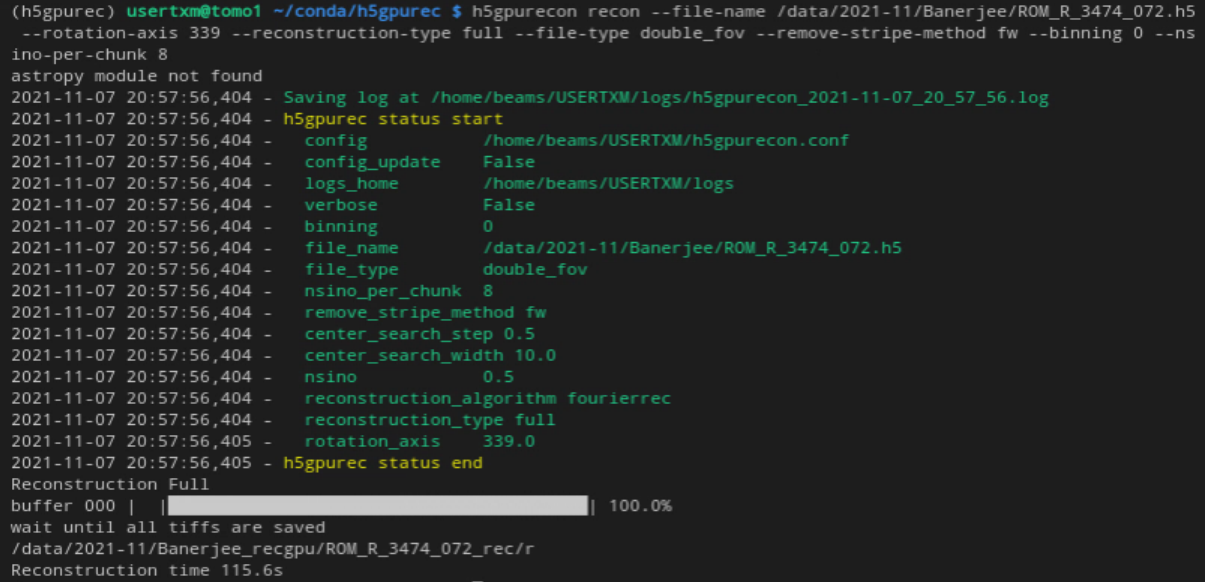 (h5gpurec) usertxm@tomo1 ~/conda/h5gpurec $ h5gpurecon recon --file-name /data/2021-11/Banerjee/ROM_R_3474_072.h5
--rotation-axis 339 --reconstruction-type full --file-type double_fov --remove-stripe-method fw --binning 0 --ns
ino-per-chunk 8
astropy module not found
2021-11-07 20:57:56,404 - Saving log at /home/beams/USERTXM/logs/h5gpurecon_2021-11-07_20_57_56.log
2021-11-07 20:57:56,404 - h5gpurec status start
2021-11-07 20:57:56,404 -   config           /home/beams/USERTXM/h5gpurecon.conf
2021-11-07 20:57:56,404 -   config_update    False
2021-11-07 20:57:56,404 -   logs_home        /home/beams/USERTXM/logs
2021-11-07 20:57:56,404 -   verbose          False
2021-11-07 20:57:56,404 -   binning          0
2021-11-07 20:57:56,404 -   file_name        /data/2021-11/Banerjee/ROM_R_3474_072.h5
2021-11-07 20:57:56,404 -   file_type        double_fov
2021-11-07 20:57:56,404 -   nsino_per_chunk  8
2021-11-07 20:57:56,404 -   remove_stripe_method fw
2021-11-07 20:57:56,404 -   center_search_step 0.5
2021-11-07 20:57:56,404 -   center_search_width 10.0
2021-11-07 20:57:56,404 -   nsino            0.5
2021-11-07 20:57:56,404 -   reconstruction_algorithm fourierrec
2021-11-07 20:57:56,404 -   reconstruction_type full
2021-11-07 20:57:56,405 -   rotation_axis    339.0
2021-11-07 20:57:56,405 - h5gpurec status end
Reconstruction Full
buffer 000 |  || 100.0%
wait until all tiffs are saved
/data/2021-11/Banerjee_recgpu/ROM_R_3474_072_rec/r
Reconstruction time 115.6s